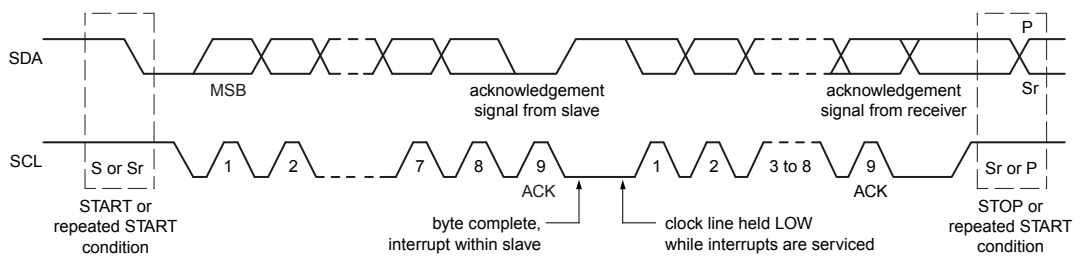 P
SDA
MSB
acknowledgement
signal from slave
acknowledgement
signal from receiver
Sr
SCL
S or Sr
1
2
7
8
9
1
2
3 to 8
9
Sr or P
ACK
ACK
START or
repeated START
condition
byte complete,
interrupt within slave
clock line held LOW
while interrupts are serviced
STOP or
repeated START
condition